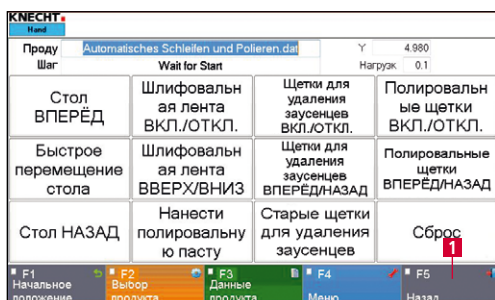 KNECHT
Hand
Проду Automatisches Schleifen und Polieren.dat Y 4.980
Шаг Wait for Start Нагрузк 0.1
Стол
ВПЕРЁД
Шлифовальн
ая лента
ВКЛ./ОТКЛ.
Щетки для
удаления
заусенцев
ВКЛ./ОТКЛ.
Полировальн
ые щетки
ВКЛ./ОТКЛ.
Быстрое
перемещение
стола
Шлифовальн
ая лента
ВВЕРХ/ВНИЗ
Щетки для
удаления
заусенцев
ВПЕРЁД/НАЗАД
Полировальные
щетки
ВПЕРЁД/НАЗАД
Стол НАЗАД
Нанести
полировальну
ю пасту
Старые щетки
для удаления
заусенцев
Сброс
1
F1
Начальное
положение
F2
Выбор
продукта
F3
Данные
продукта
F4
Меню
F5
Назад